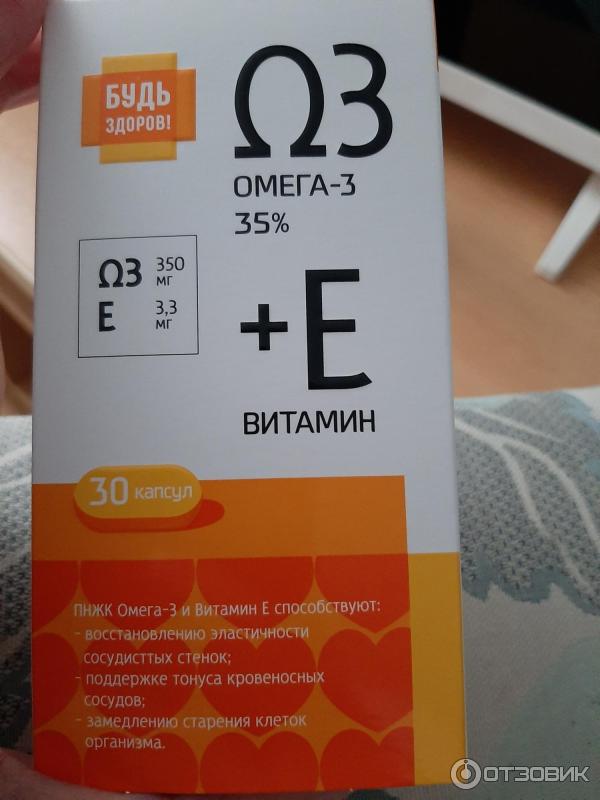 БУДЬ
ЗДОРОВ!
Ω3
ОМЕГА-3
35%
Ω3 350 мг
E 3,3 мг
+E
ВИТАМИН
30 капсул
ПНЖК Омега-3 и Витамин Е способствуют:
- восстановлению эластичности
сосудисттых стенок;
- поддержке тонуса кровеносных
сосудов;
- замедлению старения клеток
организма.
ОТЗОВИК